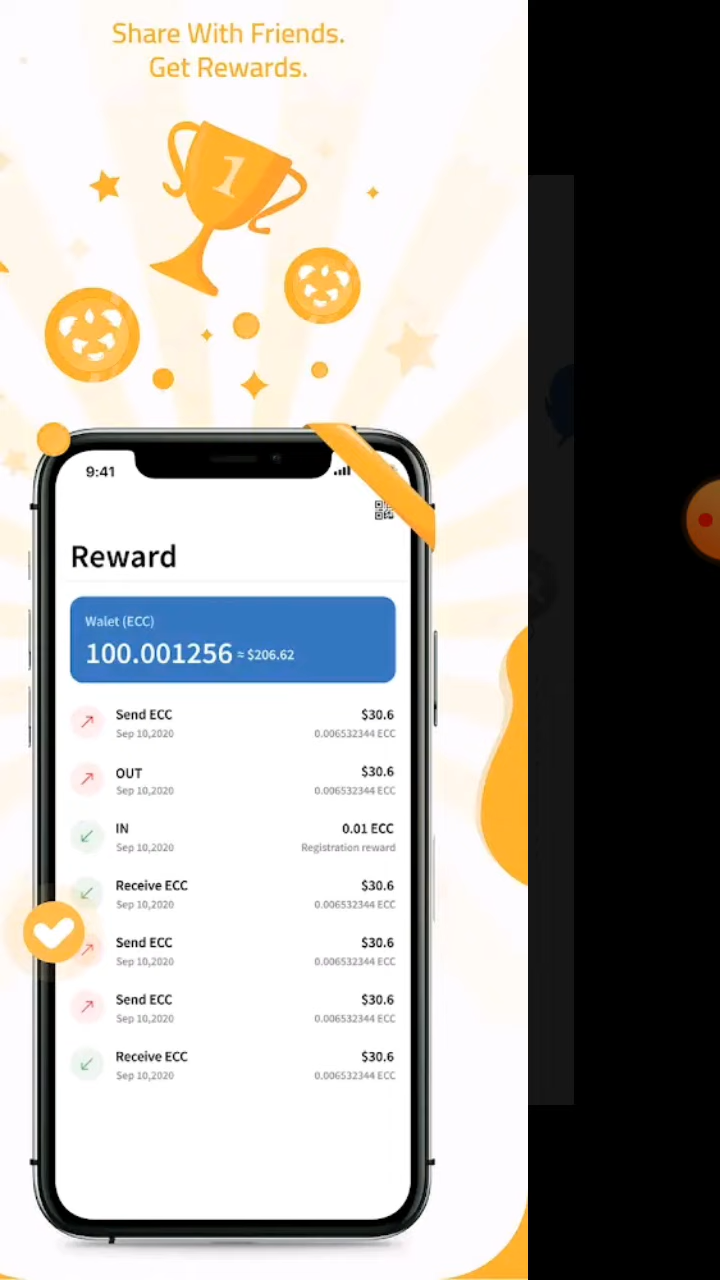 Share With Friends.
Get Rewards.
1
9:41
Reward
Walet (ECC)
100.001256 ≈ $206.62
Send ECC $30.6
Sep 10,2020 0.006532344 ECC
OUT $30.6
Sep 10,2020 0.006532344 ECC
IN 0.01 ECC
Sep 10,2020 Registration reward
Receive ECC $30.6
Sep 10,2020 0.006532344 ECC
Send ECC $30.6
Sep 10,2020 0.006532344 ECC
Send ECC $30.6
Sep 10,2020 0.006532344 ECC
Receive ECC $30.6
Sep 10,2020 0.006532344 ECC